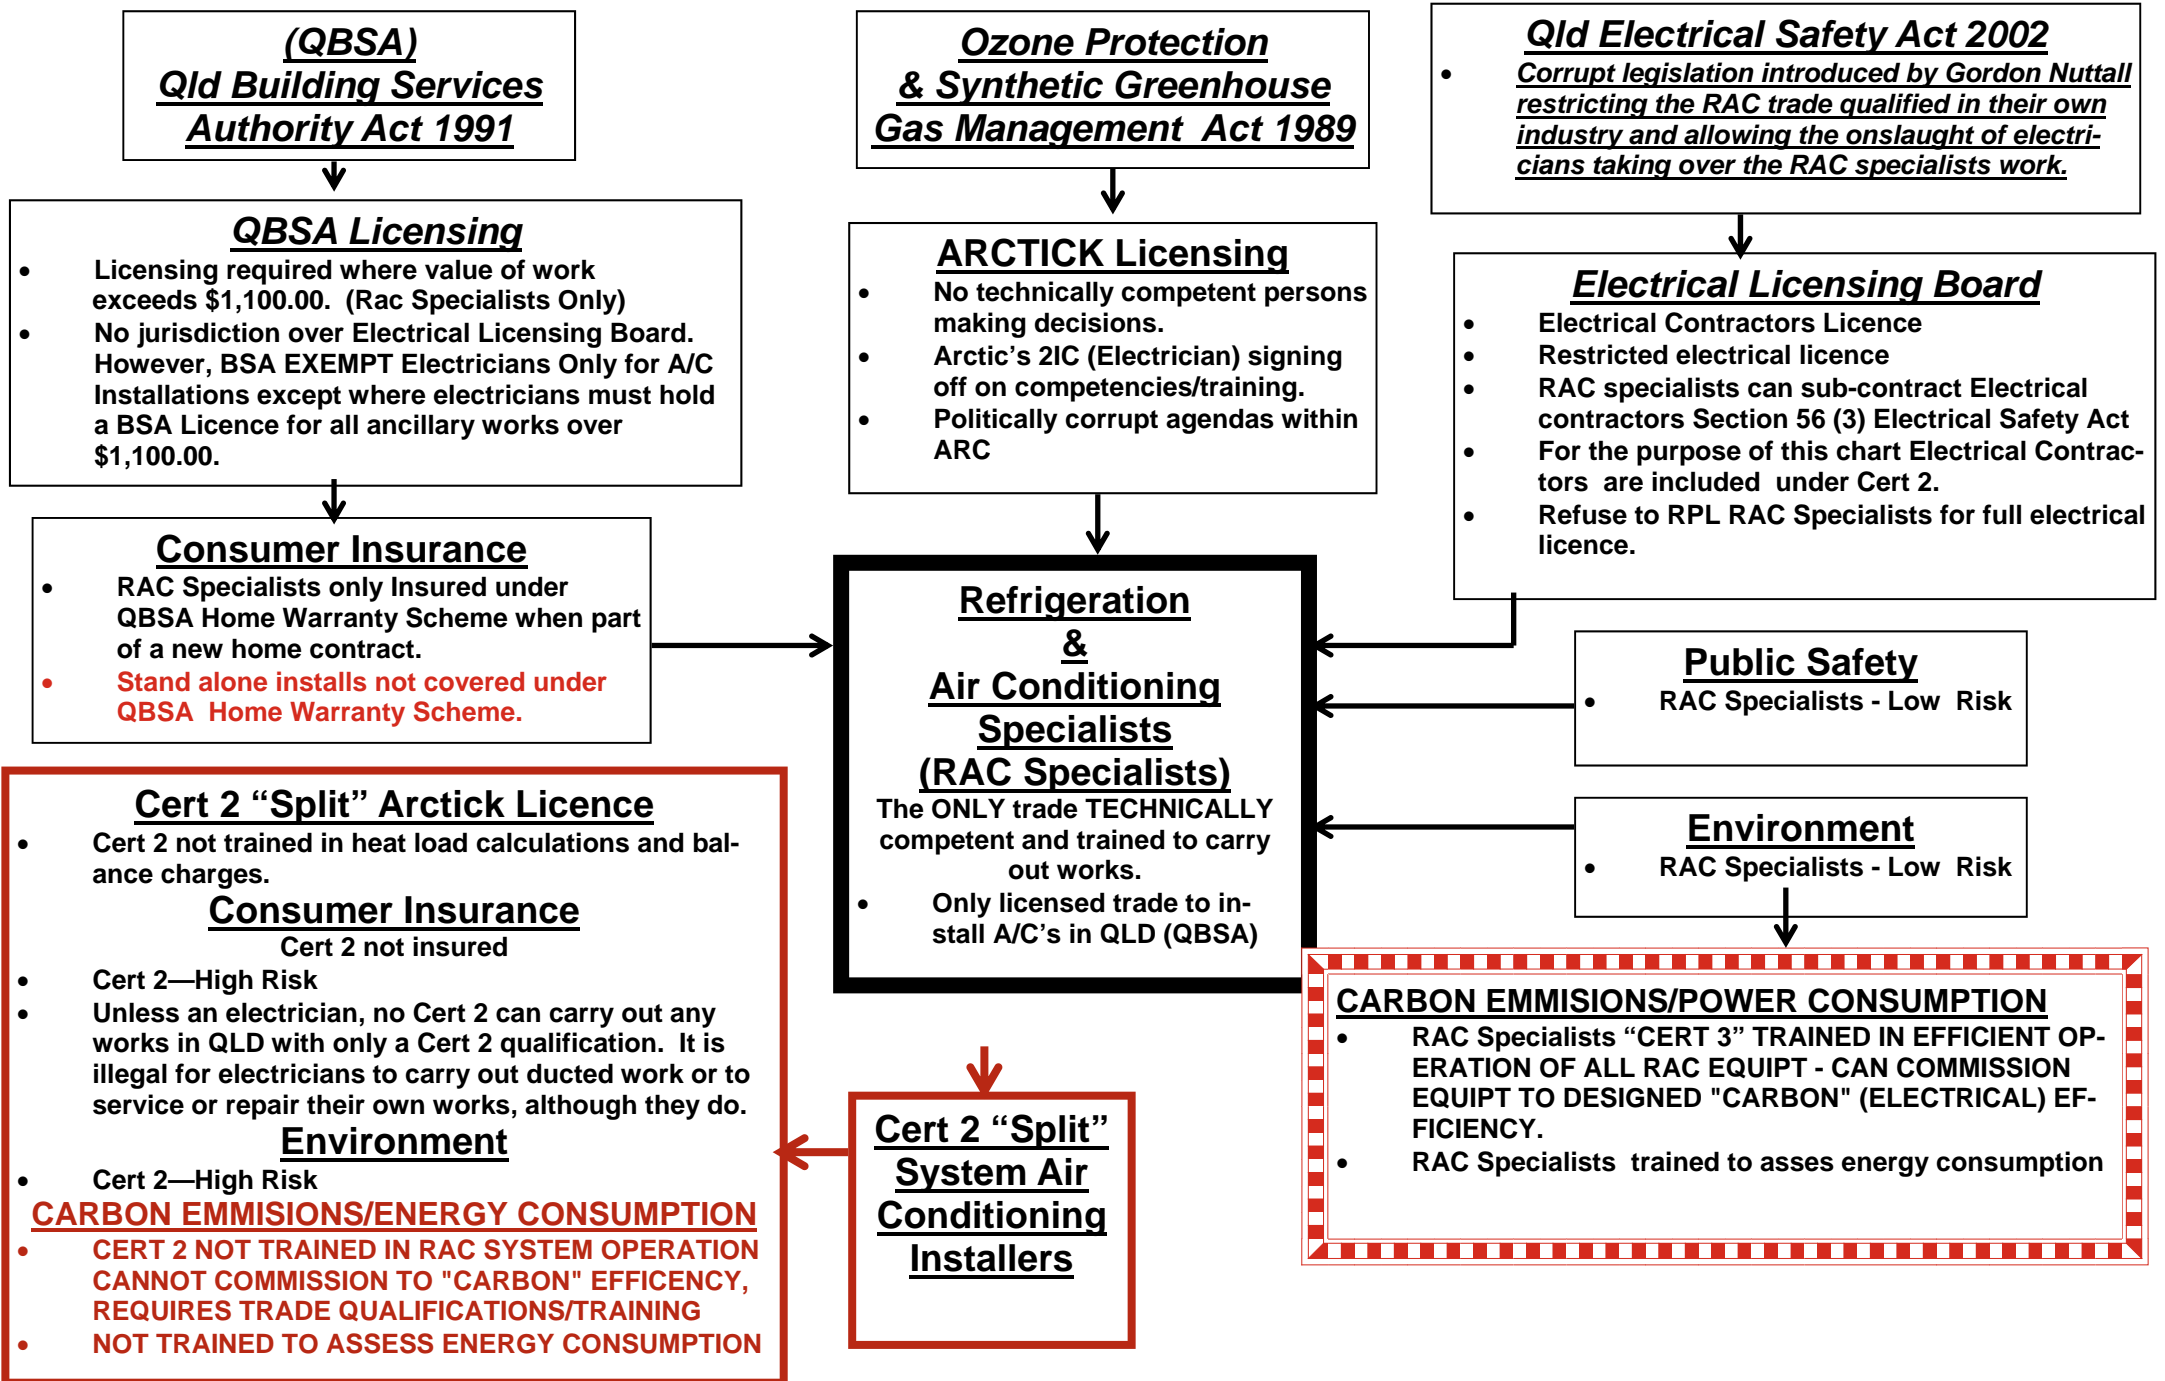 (QBSA)
Qld Building Services
Authority Act 1991
Ozone Protection
& Synthetic Greenhouse
Gas Management Act 1989
Qld Electrical Safety Act 2002
• Corrupt legislation introduced by Gordon Nuttall
restricting the RAC trade qualified in their own
industry and allowing the onslaught of electri-
cians taking over the RAC specialists work.
QBSA Licensing
• Licensing required where value of work
exceeds $1,100.00. (Rac Specialists Only)
• No jurisdiction over Electrical Licensing Board.
However, BSA EXEMPT Electricians Only for A/C
Installations except where electricians must hold
a BSA Licence for all ancillary works over
$1,100.00.
ARCTICK Licensing
• No technically competent persons
making decisions.
• Arctic’s 2IC (Electrician) signing
off on competencies/training.
• Politically corrupt agendas within
ARC
Electrical Licensing Board
• Electrical Contractors Licence
• Restricted electrical licence
• RAC specialists can sub-contract Electrical
contractors Section 56 (3) Electrical Safety Act
• For the purpose of this chart Electrical Contrac-
tors are included under Cert 2.
• Refuse to RPL RAC Specialists for full electrical
licence.
Consumer Insurance
• RAC Specialists only Insured under
QBSA Home Warranty Scheme when part
of a new home contract.
• Stand alone installs not covered under
QBSA Home Warranty Scheme.
Refrigeration
&
Air Conditioning
Specialists
(RAC Specialists)
The ONLY trade TECHNICALLY
competent and trained to carry
out works.
• Only licensed trade to in-
stall A/C's in QLD (QBSA)
Public Safety
• RAC Specialists - Low Risk
Environment
• RAC Specialists - Low Risk
Cert 2 “Split” Arctick Licence
• Cert 2 not trained in heat load calculations and bal-
ance charges.
Consumer Insurance
Cert 2 not insured
• Cert 2—High Risk
• Unless an electrician, no Cert 2 can carry out any
works in QLD with only a Cert 2 qualification. It is
illegal for electricians to carry out ducted work or to
service or repair their own works, although they do.
Environment
• Cert 2—High Risk
CARBON EMMISIONS/ENERGY CONSUMPTION
• CERT 2 NOT TRAINED IN RAC SYSTEM OPERATION
CANNOT COMMISSION TO "CARBON" EFFICENCY,
REQUIRES TRADE QUALIFICATIONS/TRAINING
• NOT TRAINED TO ASSESS ENERGY CONSUMPTION
Cert 2 “Split”
System Air
Conditioning
Installers
CARBON EMMISIONS/POWER CONSUMPTION
• RAC Specialists “CERT 3” TRAINED IN EFFICIENT OP-
ERATION OF ALL RAC EQUIPT - CAN COMMISSION
EQUIPT TO DESIGNED "CARBON" (ELECTRICAL) EF-
FICIENCY.
• RAC Specialists trained to asses energy consumption